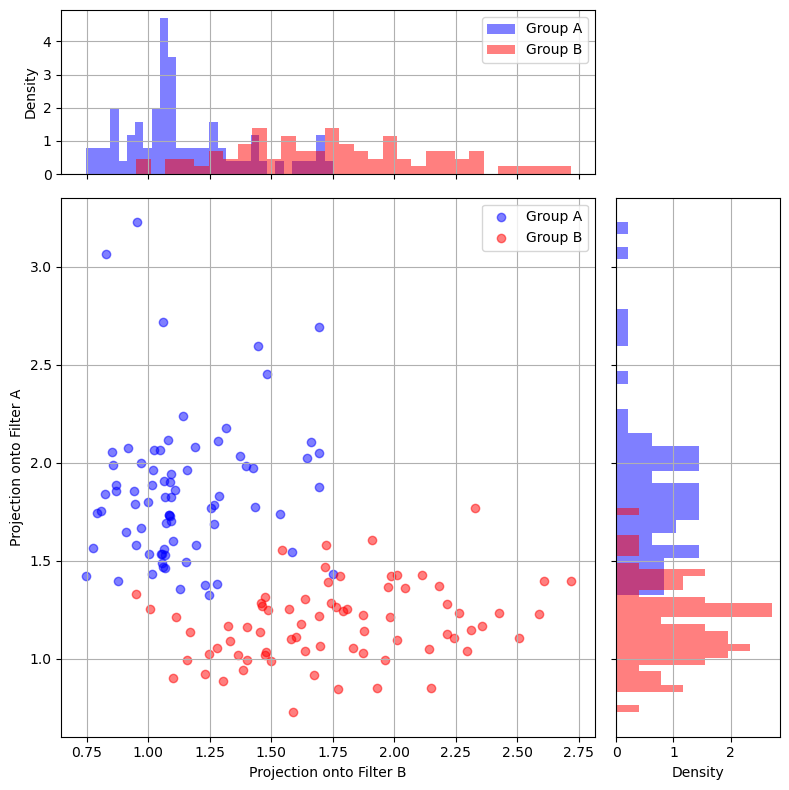 4
3
2
1
0
Density
Group A
Group B
3.0
2.5
2.0
1.5
1.0
Projection onto Filter A
Group A
Group B
0.75
1.00
1.25
1.50
1.75
2.00
2.25
2.50
2.75
Projection onto Filter B
0
1
2
Density